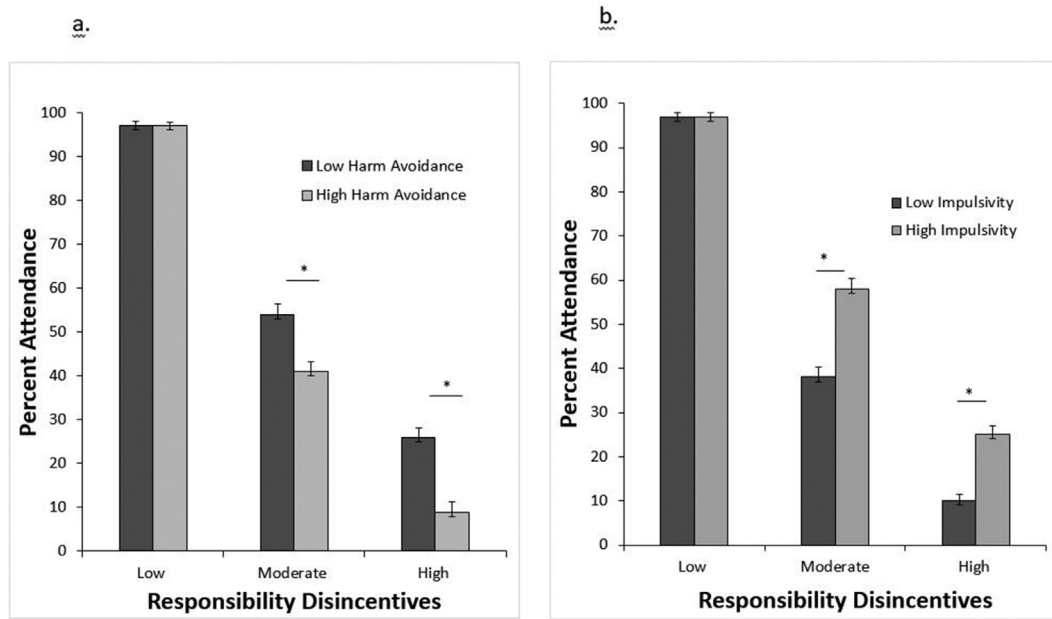 a.
100
90
80
70
60
50
40
30
20
10
0
Percent Attendance
Low Harm Avoidance
High Harm Avoidance
*
*
Low
Moderate
High
Responsibility Disincentives
b.
100
90
80
70
60
50
40
30
20
10
0
Percent Attendance
Low Impulsivity
High Impulsivity
*
*
Low
Moderate
High
Responsibility Disincentives